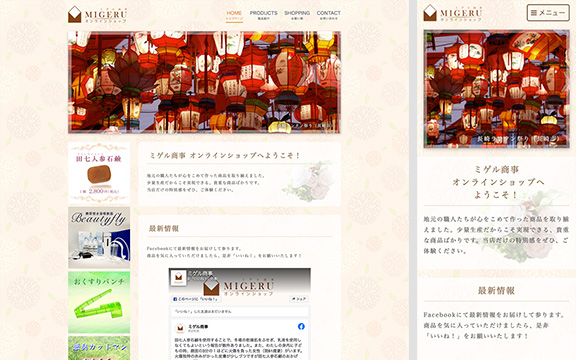 MIGERU
オンラインショップ
HOME
PRODUCTS
製品紹介
SHOPPING
お買い物
CONTACT
お問い合わせ
田七人参石鹸
1個 2,800円(税込)
Beautyfly
おくすりパンチ
ミゲル商事 オンラインショップへようこそ！
地元の職人たちが心をこめて作った商品を取り揃えました。
少量生産だからこそ実現できる、貴重な商品ばかりです。
当店だけの特別感をぜひ、ご体験ください。
最新情報
Facebookにて最新情報をお届けして参ります。
商品を気に入っていただけましたら、是非「いいね！」をお願いいたします！
ミゲル商事
MIGERU
オンラインショップ
このページに「いいね！」
シェア
ミゲル商事
MIGERU
オンラインショップ
メニュー
長崎ランタン祭り（長崎市）
ミゲル商事
オンラインショップへ
ようこそ！
地元の職人たちが心をこめて作った商品を取り揃えました。少量生産だからこそ実現できる、貴重な商品ばかりです。当店だけの特別感をぜひ、ご体験ください。
最新情報
Facebookにて最新情報をお届けして参ります。
商品を気に入っていただけましたら、是非
「いいね！」をお願いいたします！